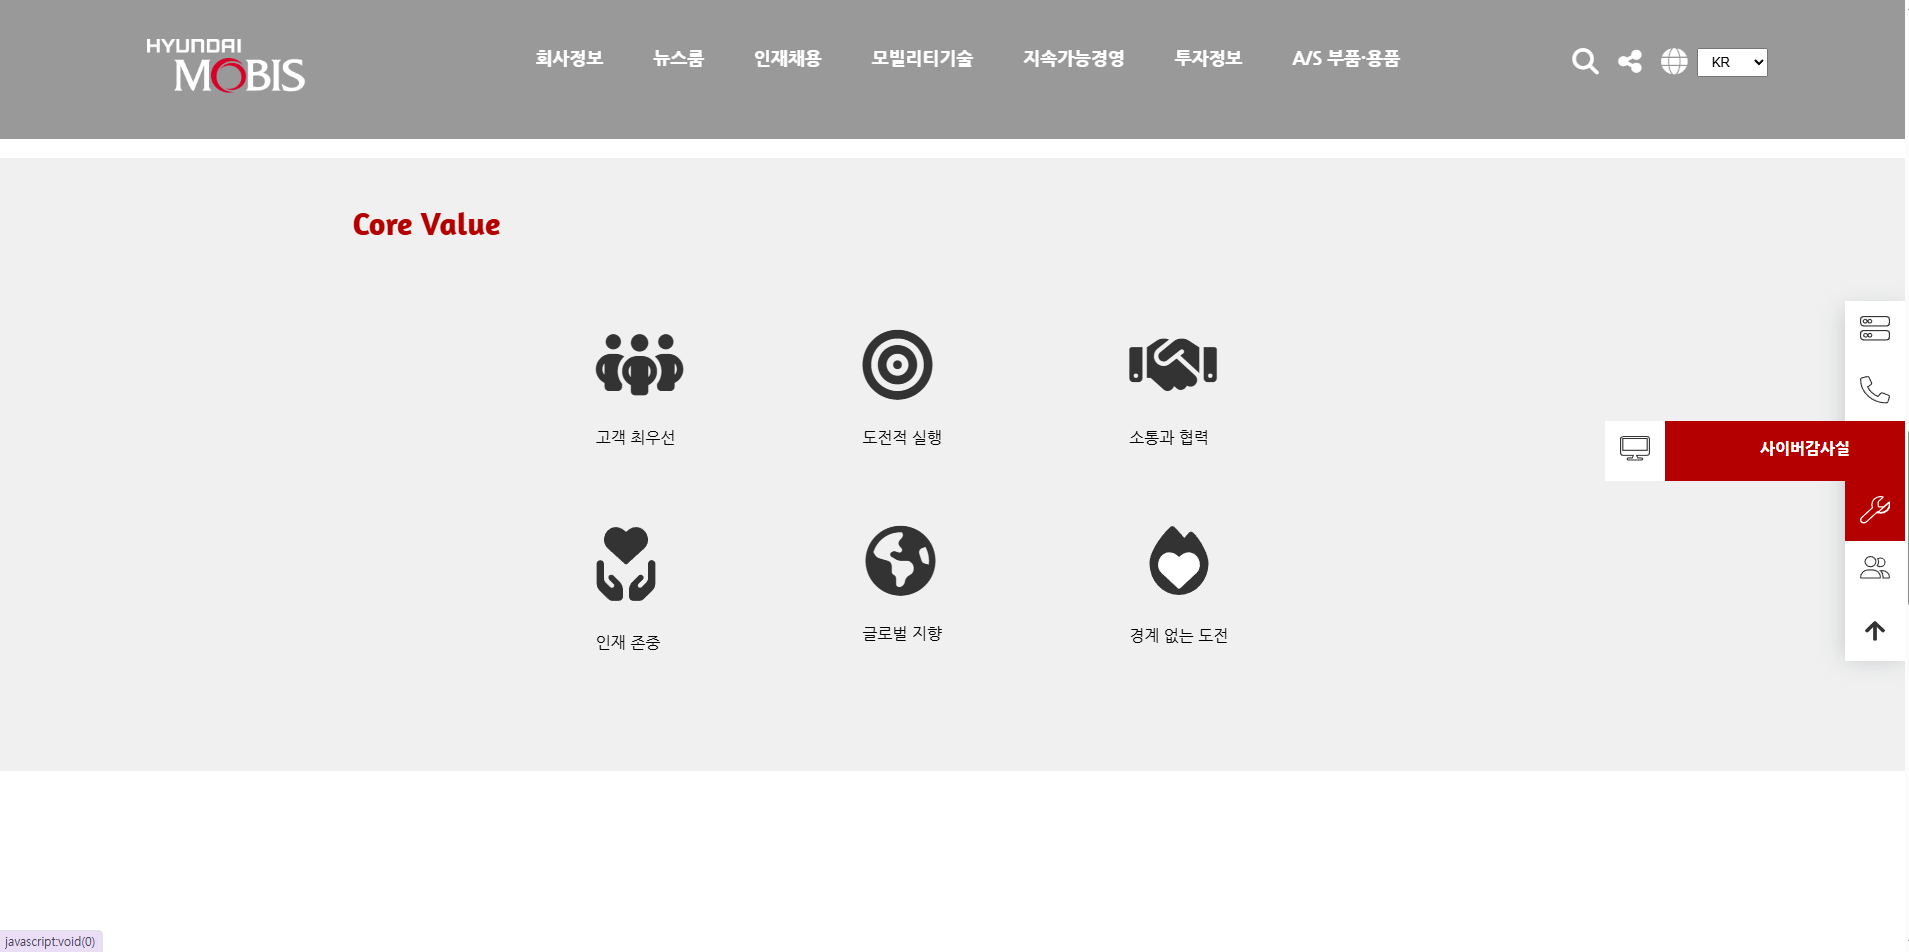 HYUNDAI
MOBIS
회사정보 뉴스룸 인재채용 모빌리티기술 지속가능경영 투자정보 A/S 부품·용품
KR
Core Value
고객 최우선 도전적 실행 소통과 협력
사이버감사실
인재 존중 글로벌 지향 경계 없는 도전
javascript:void(0)